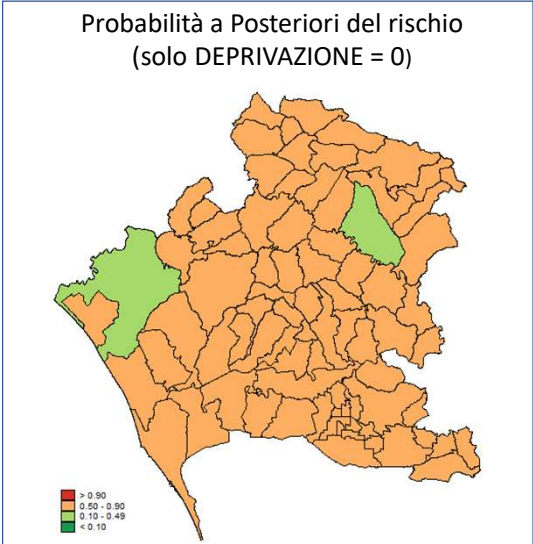 Probabilità a Posteriori del rischio
(solo DEPRIVAZIONE = 0)
> 0.90
0.50 - 0.90
0.10 - 0.49
< 0.10